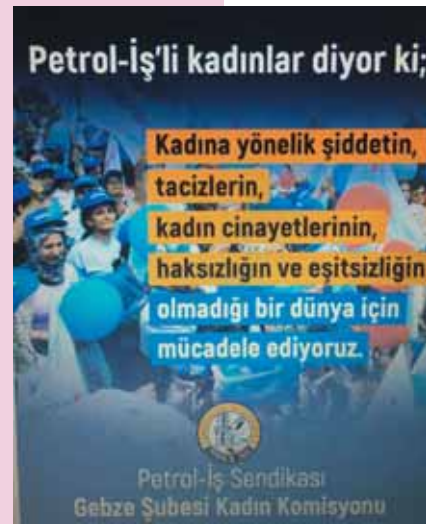 Petrol-İş'li kadınlar diyor ki;
Kadına yönelik şiddetin,
tacizlerin,
kadın cinayetlerinin,
haksızlığın ve eşitsizliğin
olmadığı bir dünya için
mücadele ediyoruz.
Petrol-İş Sendikası
Gebze Şubesi Kadın Komisyonu